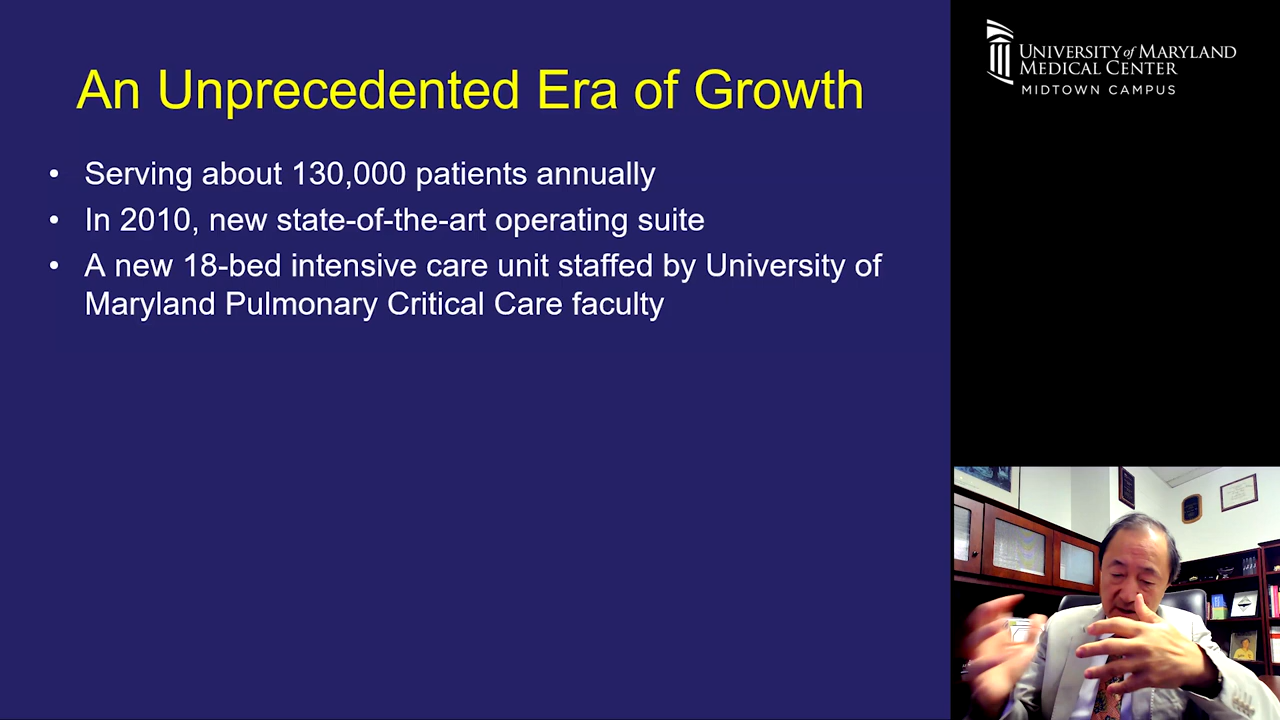 An Unprecedented Era of Growth
• Serving about 130,000 patients annually
• In 2010, new state-of-the-art operating suite
• A new 18-bed intensive care unit staffed by University of
Maryland Pulmonary Critical Care faculty
UNIVERSITY of MARYLAND
MEDICAL CENTER
MIDTOWN CAMPUS